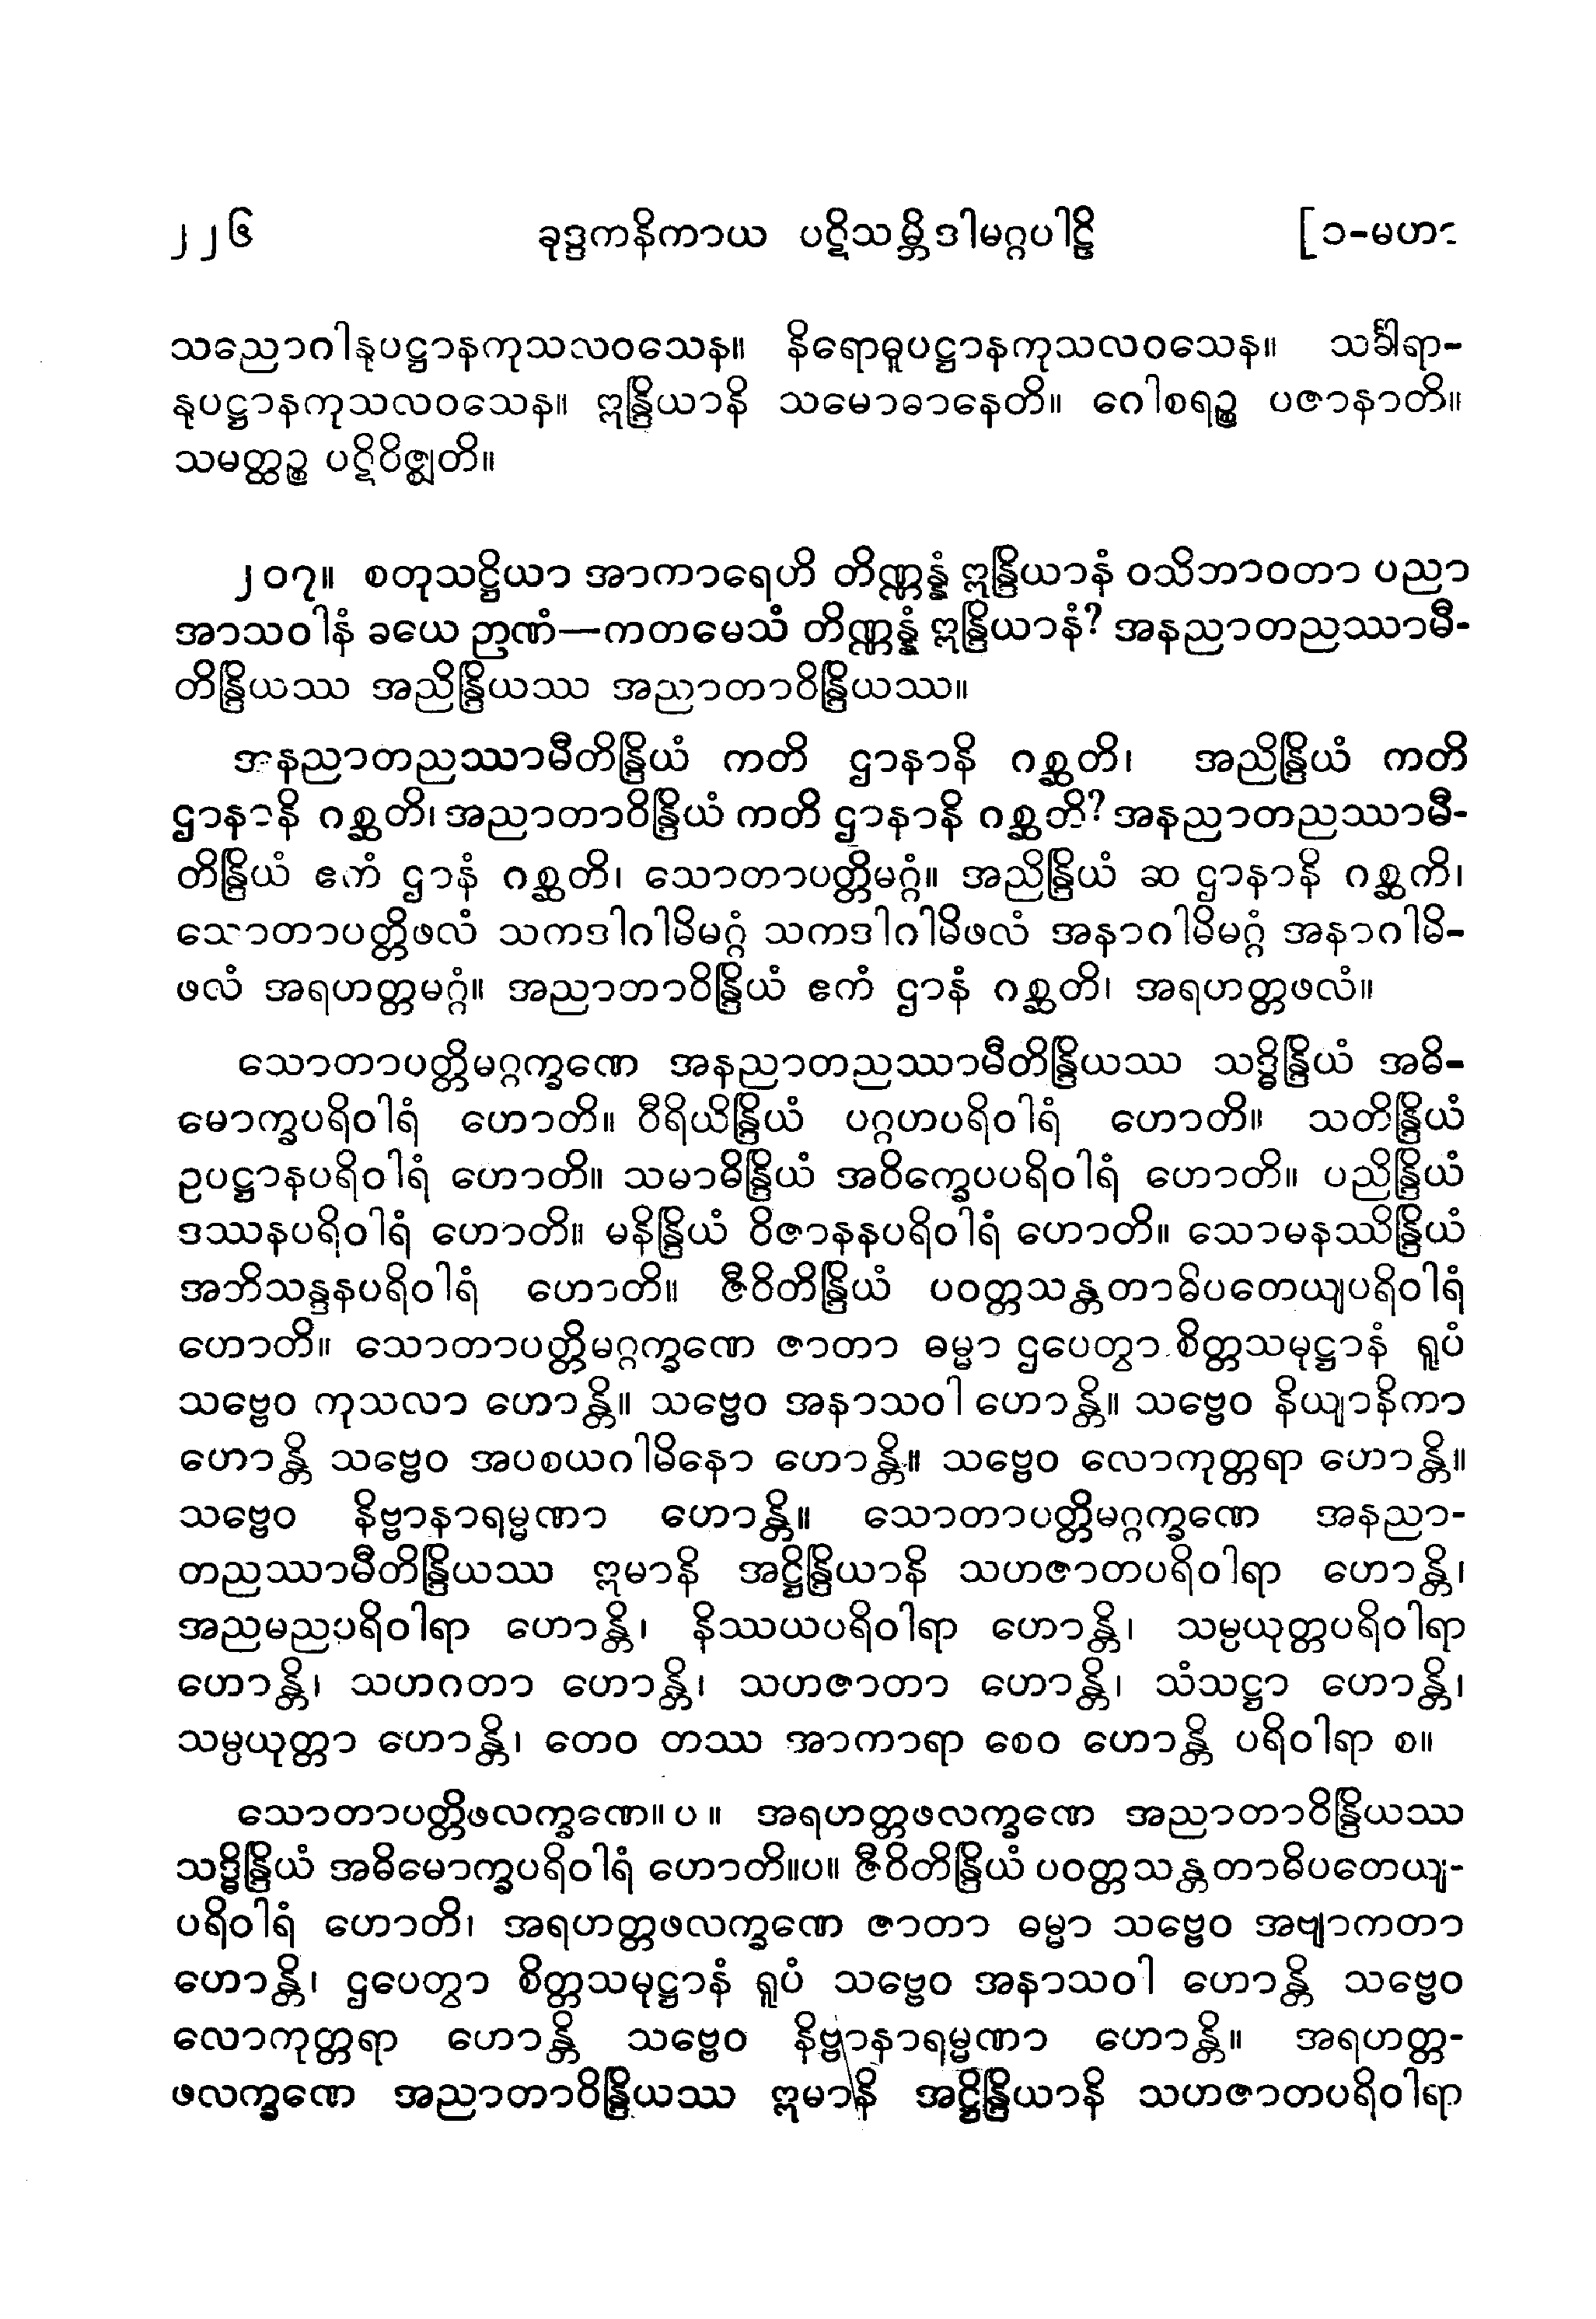 ၂၂၆ ခုဒ္ဒကနိကာယ ပဋိသမ္ဘိဒါမဂ္ဂပါဠိ [၁-မဟာ
သညောဂါနုပဋ္ဌာနကုသလဝသေန။ နိရောဓူပဋ္ဌာနကုသလဝသေန။ သင်္ခါရာ-
နုပဋ္ဌာနကုသလဝသေန။ ဣန္ဒြိယာနိ သမောဓာနေတိ။ ဂေါစရဉ္စ ပဇာနာတိ။
သမတ္ထဉ္စ ပဋိဝိဇ္ဈတိ။
၂၀၇။ စတုသဋ္ဌိယာ အာကာရေဟိ တိဏ္ဏန္နံ ဣန္ဒြိယာနံ ဝသိဘာဝတာ ပညာ
အာသဝါနံ ခယေ ဉာဏံ—ကတမေသံ တိဏ္ဏန္နံ ဣန္ဒြိယာနံ? အနညာတညဿာမီ-
တိန္ဒြိယဿ အညိန္ဒြိယဿ အညာတာဝိန္ဒြိယဿ။
အနညာတညဿာမီတိန္ဒြိယံ ကတိ ဌာနာနိ ဂစ္ဆတိ၊ အညိန္ဒြိယံ ကတိ
ဌာနာနိ ဂစ္ဆတိ၊ အညာတာဝိန္ဒြိယံ ကတိ ဌာနာနိ ဂစ္ဆတိ? အနညာတညဿာမီ-
တိန္ဒြိယံ ဧကံ ဌာနံ ဂစ္ဆတိ၊ သောတာပတ္တိမဂ္ဂံ။ အညိန္ဒြိယံ ဆ ဌာနာနိ ဂစ္ဆကိ၊
သောတာပတ္တိဖလံ သကဒါဂါမိမဂ္ဂံ သကဒါဂါမိဖလံ အနာဂါမိမဂ္ဂံ အနာဂါမိ-
ဖလံ အရဟတ္တမဂ္ဂံ။ အညာဘာဝိန္ဒြိယံ ဧကံ ဌာနံ ဂစ္ဆတိ၊ အရဟတ္တဖလံ။
သောတာပတ္တိမဂ္ဂက္ခဏေ အနညာတညဿာမီတိန္ဒြိယဿ သဒ္ဓိန္ဒြိယံ အဓိ-
မောက္ခပရိဝါရံ ဟောတိ။ ဝီရိယိန္ဒြိယံ ပဂ္ဂဟပရိဝါရံ ဟောတိ။ သတိန္ဒြိယံ
ဥပဋ္ဌာနပရိဝါရံ ဟောတိ။ သမာဓိန္ဒြိယံ အဝိက္ခေပပရိဝါရံ ဟောတိ။ ပညိန္ဒြိယံ
ဒဿနပရိဝါရံ ဟောတိ။ မနိန္ဒြိယံ ဝိဇာနနပရိဝါရံ ဟောတိ။ သောမနဿိန္ဒြိယံ
အဘိသန္ဒနပရိဝါရံ ဟောတိ။ ဇီဝိတိန္ဒြိယံ ပဝတ္တသန္တတာဓိပတေယျပရိဝါရံ
ဟောတိ။ သောတာပတ္တိမဂ္ဂက္ခဏေ ဇာတာ ဓမ္မာ ဌပေတွာ စိတ္တသမုဋ္ဌာနံ ရူပံ
သဗ္ဗေဝ ကုသလာ ဟောန္တိ။ သဗ္ဗေဝ အနာသဝါ ဟောန္တိ။ သဗ္ဗေဝ နိယျာနိကာ
ဟောန္တိ သဗ္ဗေဝ အပစယဂါမိနော ဟောန္တိ။ သဗ္ဗေဝ လောကုတ္တရာ ဟောန္တိ။
သဗ္ဗေဝ နိဗ္ဗာနာရမ္မဏာ ဟောန္တိ။ သောတာပတ္တိမဂ္ဂက္ခဏေ အနညာ-
တညဿာမီတိန္ဒြိယဿ ဣမာနိ အဋ္ဌိန္ဒြိယာနိ သဟဇာတပရိဝါရာ ဟောန္တိ၊
အညမညပရိဝါရာ ဟောန္တိ၊ နိဿယပရိဝါရာ ဟောန္တိ၊ သမ္ပယုတ္တပရိဝါရာ
ဟောန္တိ၊ သဟဂတာ ဟောန္တိ၊ သဟဇာတာ ဟောန္တိ၊ သံသဋ္ဌာ ဟောန္တိ၊
သမ္ပယုတ္တာ ဟောန္တိ၊ တေဝ တဿ အာကာရာ စေဝ ဟောန္တိ ပရိဝါရာ စ။
သောတာပတ္တိဖလက္ခဏေ။ ပ ။ အရဟတ္တဖလက္ခဏေ အညာတာဝိန္ဒြိယဿ
သဒ္ဓိန္ဒြိယံ အဓိမောက္ခပရိဝါရံ ဟောတိ။ပ။ ဇီဝိတိန္ဒြိယံ ပဝတ္တသန္တတာဓိပတေယျ-
ပရိဝါရံ ဟောတိ၊ အရဟတ္တဖလက္ခဏေ ဇာတာ ဓမ္မာ သဗ္ဗေဝ အဗျာကတာ
ဟောန္တိ၊ ဌပေတွာ စိတ္တသမုဋ္ဌာနံ ရူပံ သဗ္ဗေဝ အနာသဝါ ဟောန္တိ သဗ္ဗေဝ
လောကုတ္တရာ ဟောန္တိ သဗ္ဗေဝ နိဗ္ဗာနာရမ္မဏာ ဟောန္တိ။ အရဟတ္တ-
ဖလက္ခဏေ အညာတာဝိန္ဒြိယဿ ဣမာနိ အဋ္ဌိန္ဒြိယာနိ သဟဇာတပရိဝါရာ